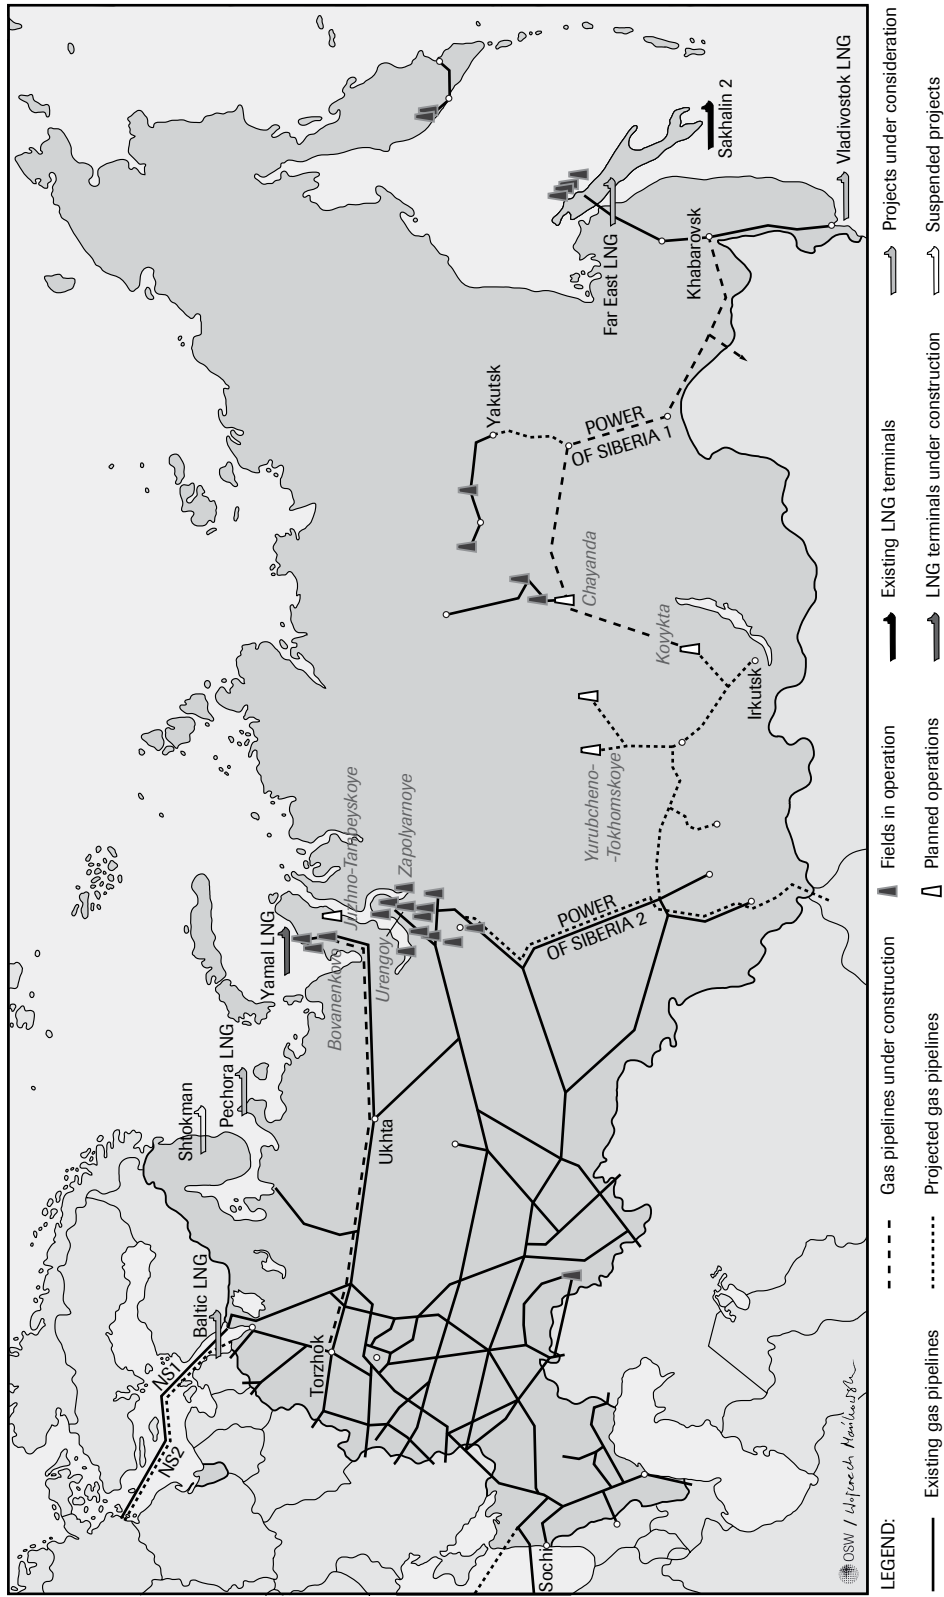 Shtokman
Pechora LNG
Yamal LNG
Baltic LNG
NS1
NS2
Bovanenkovo
Juzhno-Tambeyskoye
Urengoy
Zapolyarnoye
Ukhta
Torzhok
Sochi
POWER
OF SIBERIA 2
Yurubcheno-
-Tokhomskoye
Irkutsk
Kovykta
Chayanda
Yakutsk
POWER
OF SIBERIA 1
Khabarovsk
Far East LNG
Sakhalin 2
Vladivostok LNG
OSW / Wojciech Mańkowski
LEGEND:
Existing gas pipelines
Gas pipelines under construction
Projected gas pipelines
Fields in operation
Planned operations
Existing LNG terminals
LNG terminals under construction
Projects under consideration
Suspended projects